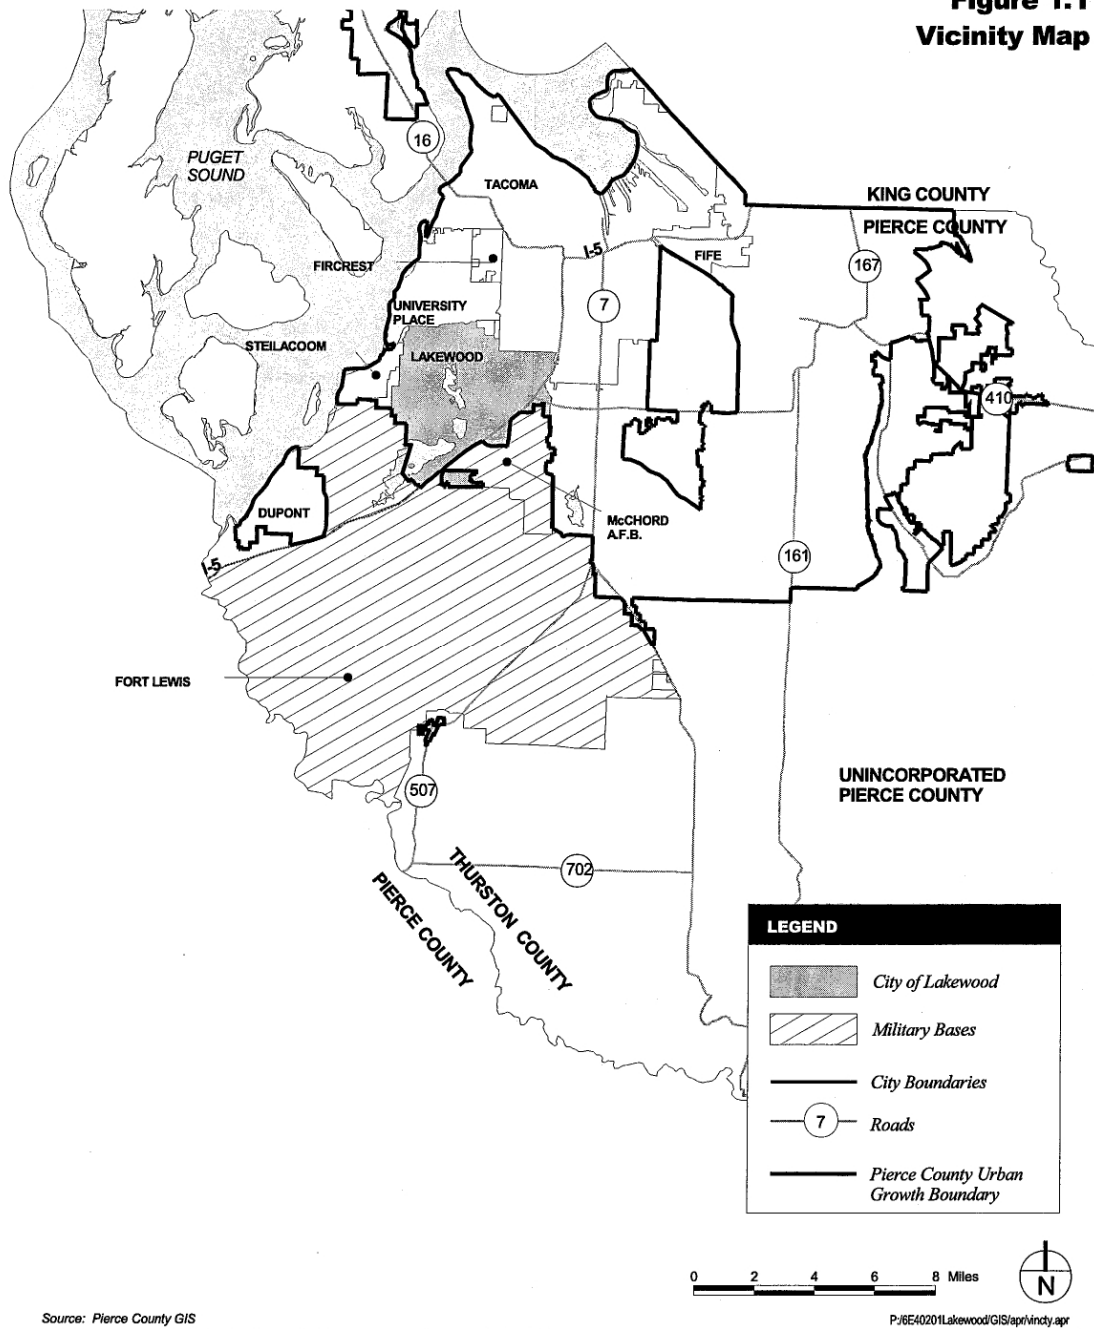 Figure 1.1
Vicinity Map
16
PUGET
SOUND
TACOMA
KING COUNTY
PIERCE COUNTY
I-5
FIFE
FIRCREST
167
7
UNIVERSITY
PLACE
STEILACOOM
LAKEWOOD
410
DUPONT
McCHORD
A.F.B.
161
I-5
FORT LEWIS
UNINCORPORATED
PIERCE COUNTY
507
702
THURSTON COUNTY
PIERCE COUNTY
LEGEND
City of Lakewood
Military Bases
City Boundaries
7
Roads
Pierce County Urban
Growth Boundary
0 2 4 6 8 Miles
N
Source: Pierce County GIS
P:/6E40201Lakewood/GIS/apr/vincty.apr